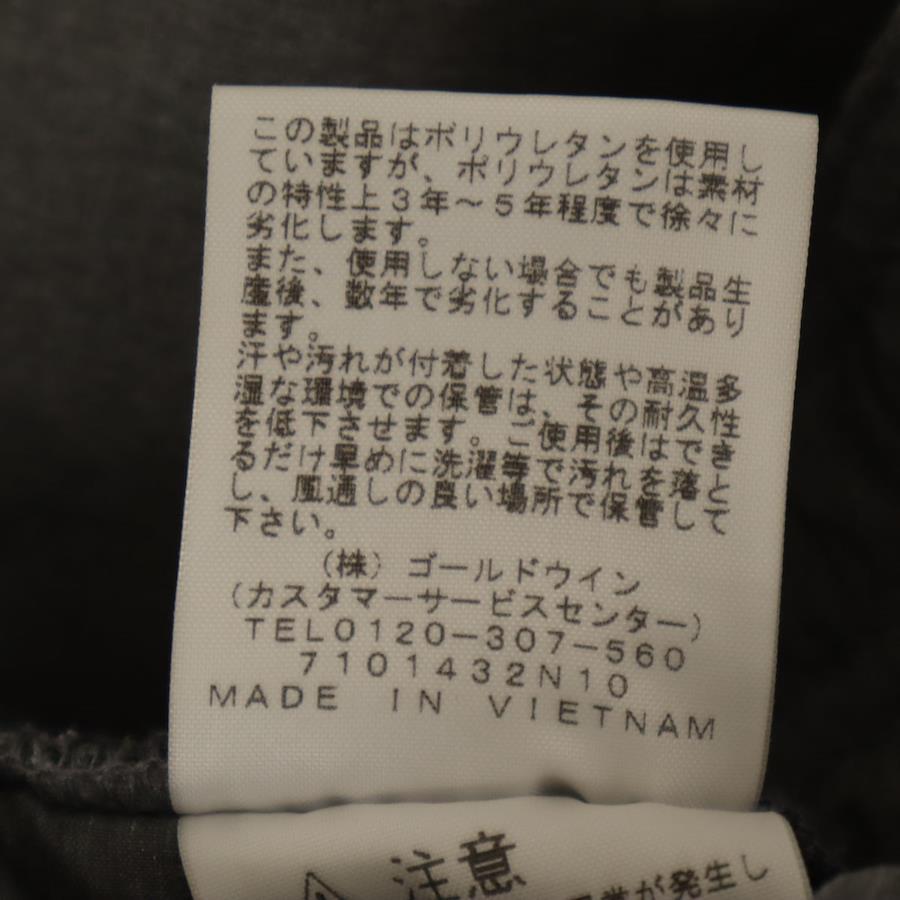 この製品はポリウレタンを使用し
ていますが、ポリウレタンは素材
の特性上3年～5年程度で徐々に
劣化します。
また、使用しない場合でも製品生
産後、数年で劣化することがあり
ます。
汗や汚れが付着した状態や高温多
湿な環境での保管は、その耐久性
を低下させます。ご使用後はでき
るだけ早めに洗濯等で汚れを落と
し、風通しの良い場所で保管して
下さい。
(株)ゴールドウイン
(カスタマーサービスセンター)
TEL0120-307-560
7101432N10
MADE IN VIETNAM
注意
が発生し